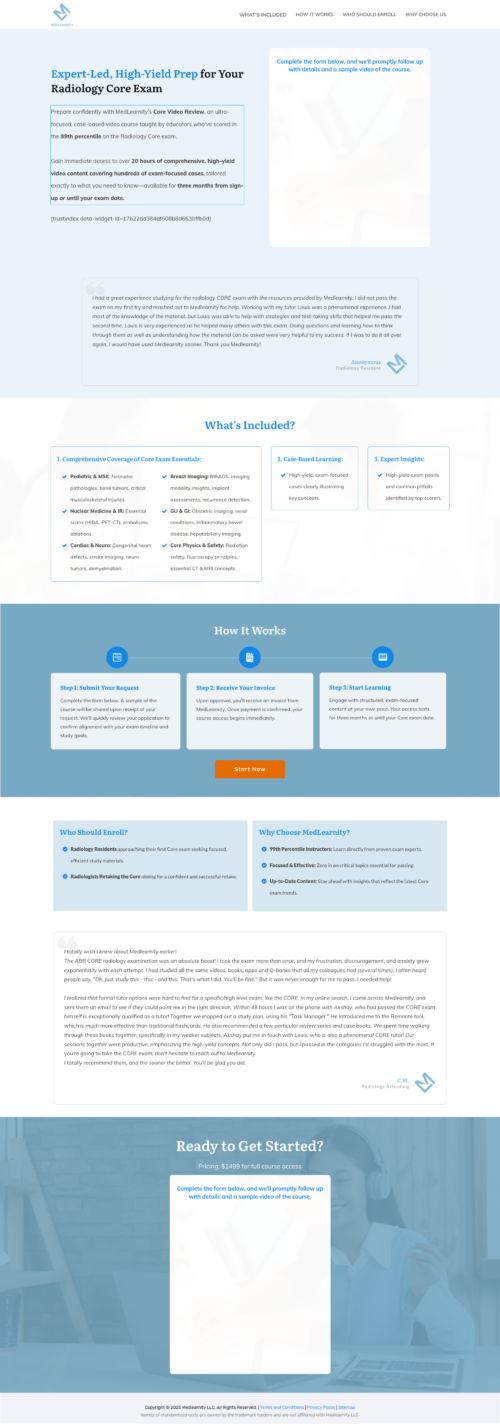 MEDLEARNITY
WHAT'S INCLUDED
HOW IT WORKS
WHO SHOULD ENROLL
WHY CHOOSE US
Expert-Led, High-Yield Prep for Your
Radiology Core Exam
Prepare confidently with MedLearnity's Core Video Review, an ultra-
focused, case-based video course taught by educators who've scored in
the 99th percentile on the Radiology Core exam.
Gain immediate access to over 20 hours of comprehensive, high-yield
video content covering hundreds of exam-focused cases, tailored
exactly to what you need to know—available for three months from sign-
up or until your exam date.
[trustindex data-widget-id=17b22dd384af608b8d663bffb0d]
Complete the form below, and we'll promptly follow up
with details and a sample video of the course.
I had a great experience studying for the radiology CORE exam with the resources provided by Medlearnity. I did not pass the
exam on my first try and reached out to Medlearnity for help. Working with my tutor Louis was a phenomenal experience. I had
most of the knowledge of the material, but Louis was able to help with strategies and test-taking skills that helped me pass the
second time. Louis is very experienced as he helped many others with this exam. Doing questions and learning how to think
through them as well as understanding how the material can be asked were very helpful to my success. If I was to do it all over
again, I would have used Medlearnity sooner. Thank you Medlearnity!
Anonymous
Radiology Resident
What's Included?
1. Comprehensive Coverage of Core Exam Essentials:
Pediatric & MSK: Neonatal
pathologies, bone tumors, critical
musculoskeletal injuries.
Nuclear Medicine & IR: Essential
scans (HIDA, PET-CT), embolisms,
ablations.
Cardiac & Neuro: Congenital heart
defects, stroke imaging, neuro
tumors, demyelination.
Breast Imaging: BIRADS, imaging
modality insights, implant
assessments, recurrence detection.
GU & GI: Obstetric imaging, renal
conditions, inflammatory bowel
disease, hepatobiliary imaging.
Core Physics & Safety: Radiation
safety, fluoroscopy principles,
essential CT & MRI concepts.
2. Case-Based Learning:
High-yield, exam-focused
cases clearly illustrating
key concepts.
3. Expert Insights:
High-yield exam pearls
and common pitfalls
identified by top scorers.
How It Works
Step 1: Submit Your Request
Complete the form below. A sample of the
course will be shared upon receipt of your
request. We'll quickly review your application to
confirm alignment with your exam timeline and
study goals.
Step 2: Receive Your Invoice
Upon approval, you'll receive an invoice from
MedLearnity. Once payment is confirmed, your
course access begins immediately.
Step 3: Start Learning
Engage with structured, exam-focused
content at your own pace. Your access lasts
for three months or until your Core exam date.
Start Now
Who Should Enroll?
Radiology Residents approaching their first Core exam seeking focused,
efficient study materials.
Radiologists Retaking the Core aiming for a confident and successful retake.
Why Choose MedLearnity?
99th Percentile Instructors: Learn directly from proven exam experts.
Focused & Effective: Zero in on critical topics essential for passing.
Up-to-Date Content: Stay ahead with insights that reflect the latest Core
exam trends.
I totally wish I knew about Medlearnity earlier!
The ABR CORE radiology examination was an absolute beast! I took the exam more than once, and my frustration, discouragement, and anxiety grew
exponentially with each attempt. I had studied all the same videos, books, apps and Q-banks that all my colleagues had (several times). I often heard
people say, "Oh, just study this - this - and this. That's what I did. You'll be fine." But it was never enough for me to pass. I needed help!
I realized that formal tutor options were hard to find for a specific/high level exam, like the CORE. In my online search, I came across Medlearnity, and
sent them an email to see if they could point me in the right direction. Within 48 hours I was on the phone with Akshay, who had passed the CORE exam
himself is exceptionally qualified as a tutor! Together we mapped out a study plan, using his "Task Manager." He introduced me to the Remnote tool,
which is much more effective than traditional flashcards. He also recommended a few particular review series and case books. We spent time walking
through these books together, specifically in my weaker subjects. Akshay put me in touch with Louis, who is also a phenomenal CORE tutor! Our
sessions together were productive, emphasizing the high yield concepts. Not only did I pass, but I passed in the categories I'd struggled with the most. If
you're going to take the CORE exam, don't hesitate to reach out to Medlearnity.
I totally recommend them, and the sooner the better. You'll be glad you did.
C.H.
Radiology Attending
Ready to Get Started?
Pricing: $1499 for full course access
Complete the form below, and we'll promptly follow up
with details and a sample video of the course.
Copyright © 2025 Medlearnity LLC. All Rights Reserved. | Terms and Conditions | Privacy Policy | Sitemap
Names of standardized tests are owned by the trademark holders and are not affiliated with Medlearnity LLC.